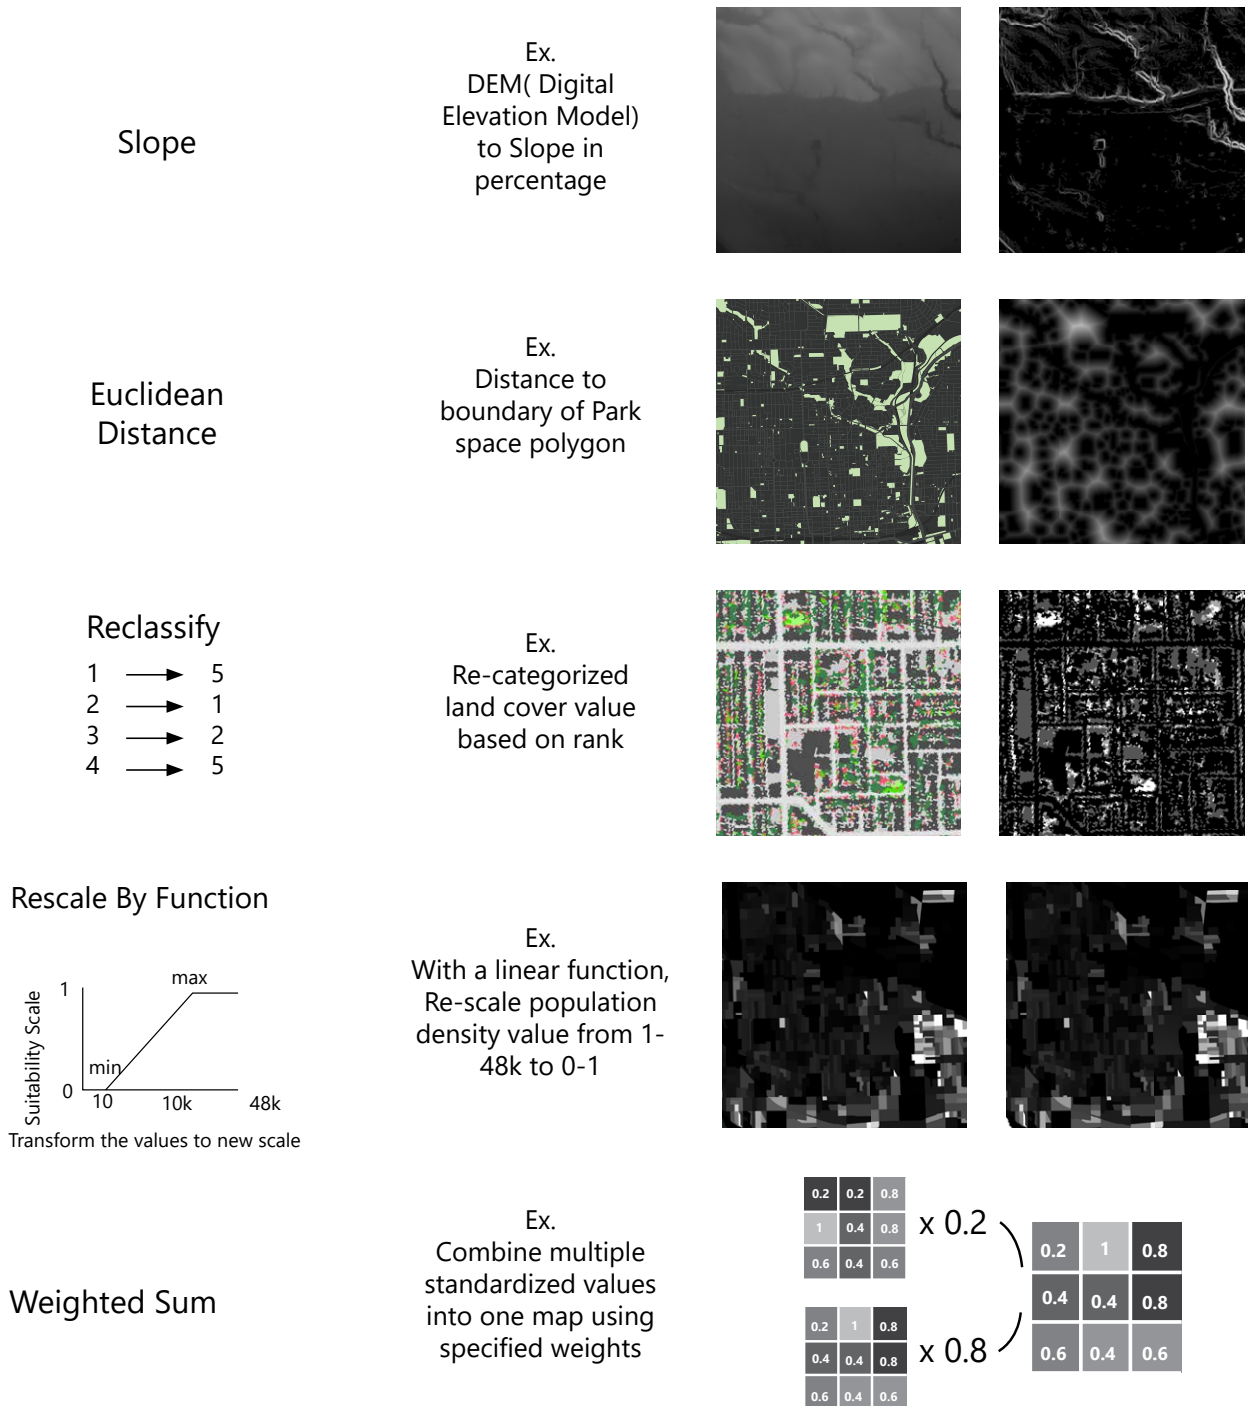 Slope
Ex.
DEM( Digital
Elevation Model)
to Slope in
percentage
Euclidean
Distance
Ex.
Distance to
boundary of Park
space polygon
Reclassify
1 5
2 1
3 2
4 5
Ex.
Re-categorized
land cover value
based on rank
Rescale By Function
Suitability Scale
1
max
min
0
10 10k 48k
Transform the values to new scale
Ex.
With a linear function,
Re-scale population
density value from 1-
48k to 0-1
Weighted Sum
Ex.
Combine multiple
standardized values
into one map using
specified weights
0.2 0.2 0.8
1 0.4 0.8
0.6 0.4 0.6
x 0.2
0.2 1 0.8
0.4 0.4 0.8
0.6 0.4 0.6
x 0.8
0.2 1 0.8
0.4 0.4 0.8
0.6 0.4 0.6